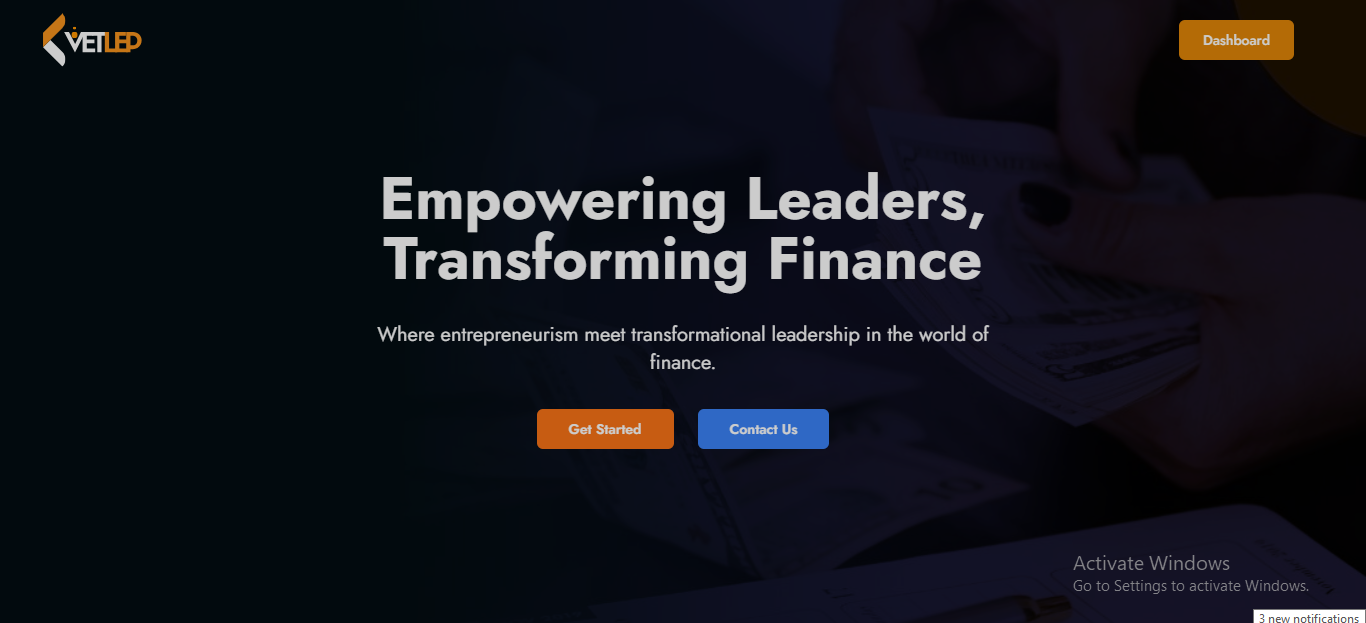 VETLED
Dashboard
Empowering Leaders,
Transforming Finance
Where entrepreneurism meet transformational leadership in the world of
finance.
Get Started
Contact Us
Activate Windows
Go to Settings to activate Windows.
3 new notifications